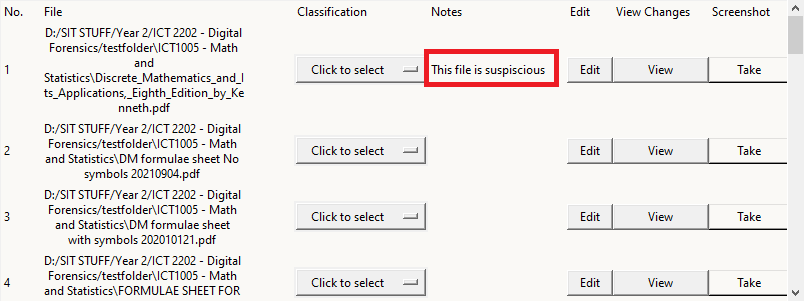 No. File Classification Notes Edit View Changes Screenshot
D:/SIT STUFF/Year 2/ICT 2202 - Digital
Forensics/testfolder\ICT1005 - Math
and
Statistics\Discrete_Mathematics_and_I
1 ts_Applications,_Eighth_Edition_by_Ke Click to select This file is suspiscious Edit View Take
nneth.pdf
D:/SIT STUFF/Year 2/ICT 2202 - Digital
Forensics/testfolder\ICT1005 - Math
2 and Statistics\DM formulae sheet No Click to select Edit View Take
symbols 20210904.pdf
D:/SIT STUFF/Year 2/ICT 2202 - Digital
Forensics/testfolder\ICT1005 - Math
3 and Statistics\DM formulae sheet Click to select Edit View Take
with symbols 202010121.pdf
D:/SIT STUFF/Year 2/ICT 2202 - Digital
Forensics/testfolder\ICT1005 - Math
4 and Statistics\FORMULAE SHEET FOR Click to select Edit View Take